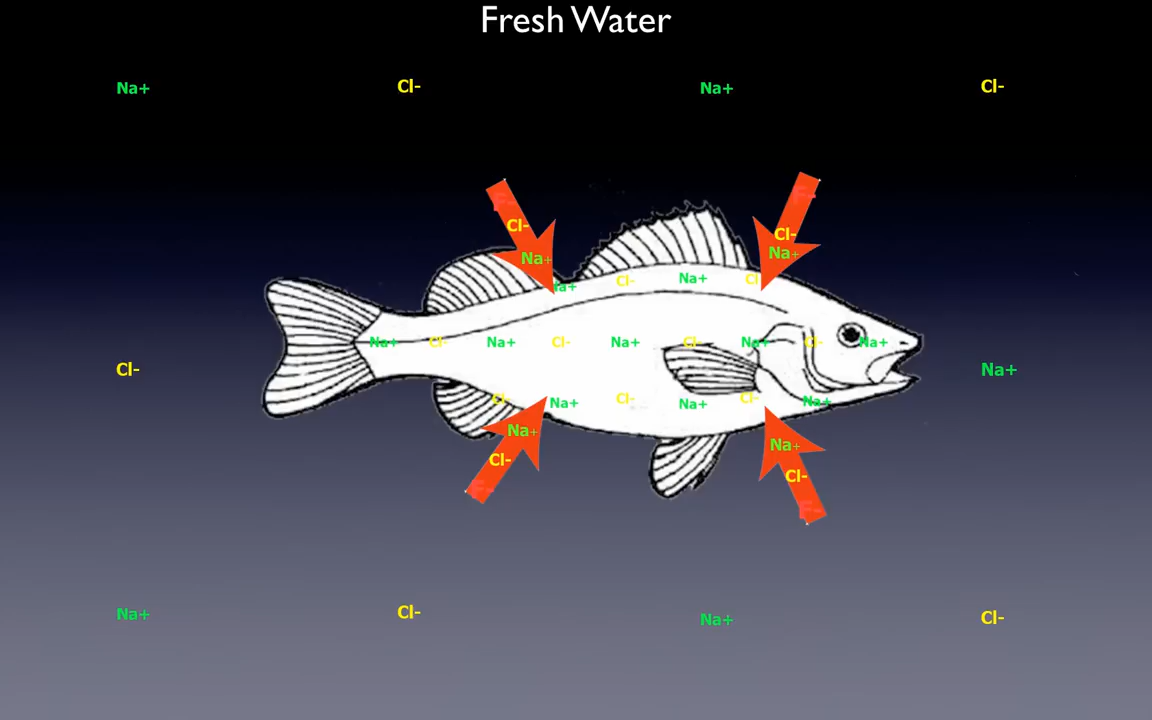 Fresh Water
Na+ Cl- Na+ Cl-
F- F-
Cl- Cl-
Na+ Na+
Na+ Cl- Na+ Cl-
Na+ Cl- Na+ Cl- Na+ Cl- Na+ Cl- Na+
Cl- Na+
Cl- Na+ Cl- Na+ Cl- Na+
Na+ Na+
Cl- Cl-
F- F-
Na+ Cl- Na+ Cl-